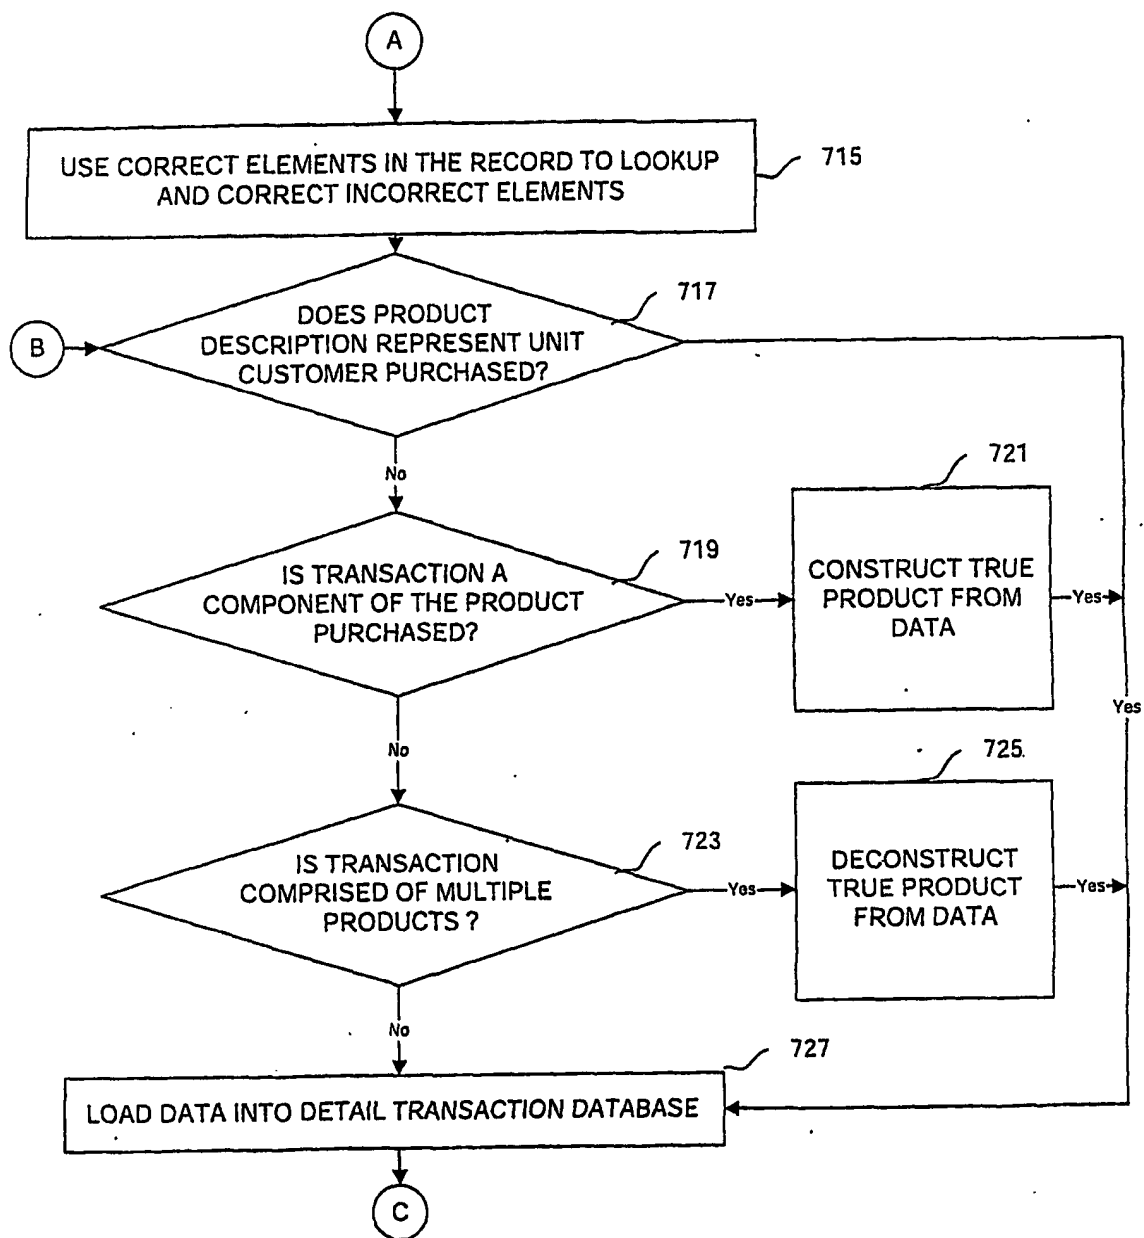 A
USE CORRECT ELEMENTS IN THE RECORD TO LOOKUP
AND CORRECT INCORRECT ELEMENTS
715
B
DOES PRODUCT
DESCRIPTION REPRESENT UNIT
CUSTOMER PURCHASED?
717
No
IS TRANSACTION A
COMPONENT OF THE PRODUCT
PURCHASED?
719
Yes
721
CONSTRUCT TRUE
PRODUCT FROM
DATA
Yes
Yes
No
IS TRANSACTION
COMPRISED OF MULTIPLE
PRODUCTS ?
723
Yes
725
DECONSTRUCT
TRUE PRODUCT
FROM DATA
Yes
No
727
LOAD DATA INTO DETAIL TRANSACTION DATABASE
C